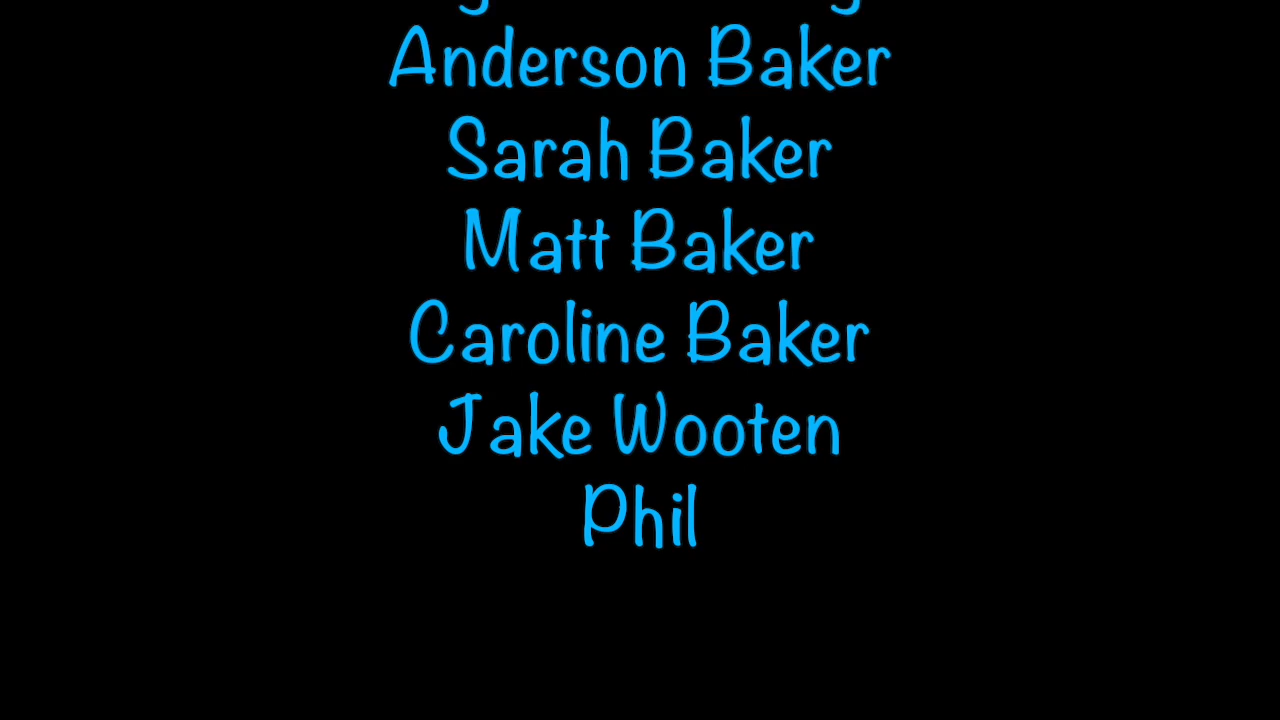 Anderson Baker
Sarah Baker
Matt Baker
Caroline Baker
Jake Wooten
Phil